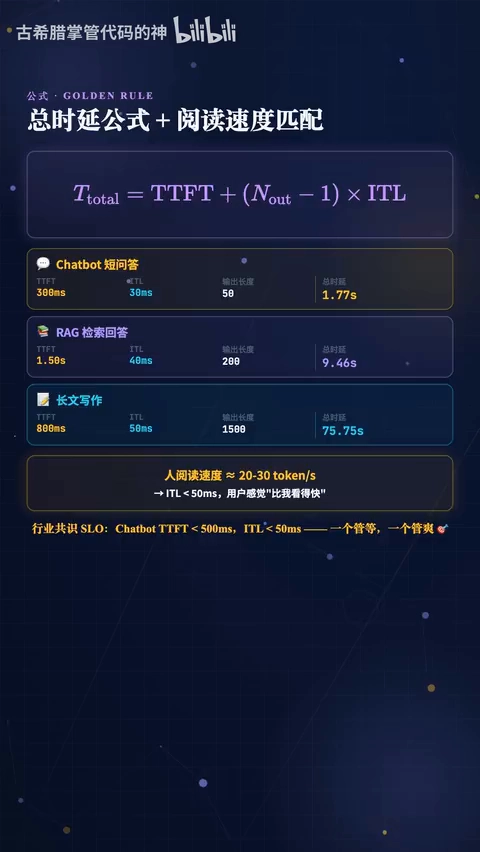 古希腊掌管代码的神 bilibili
公式 · GOLDEN RULE
总时延公式 + 阅读速度匹配
T_total = TTFT + (N_out − 1) × ITL
💬 Chatbot 短问答
TTFT ITL 输出长度 总时延
300ms 30ms 50 1.77s
📚 RAG 检索回答
TTFT ITL 输出长度 总时延
1.50s 40ms 200 9.46s
📝 长文写作
TTFT ITL 输出长度 总时延
800ms 50ms 1500 75.75s
人阅读速度 ≈ 20-30 token/s
→ ITL < 50ms，用户感觉"比我看得快"
行业共识 SLO：Chatbot TTFT < 500ms，ITL < 50ms —— 一个管等，一个管爽 🎯